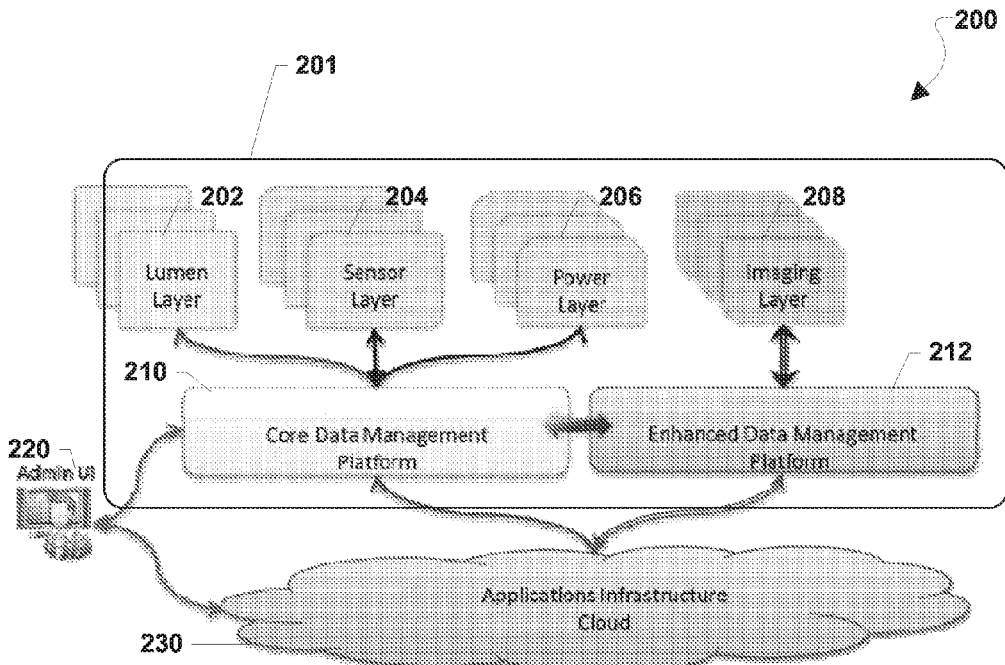 200
201
202
204
206
208
Lumen
Layer
Sensor
Layer
Power
Layer
Imaging
Layer
210
212
Core Data Management
Platform
Enhanced Data Management
Platform
220
Admin UI
Applications Infrastructure
Cloud
230